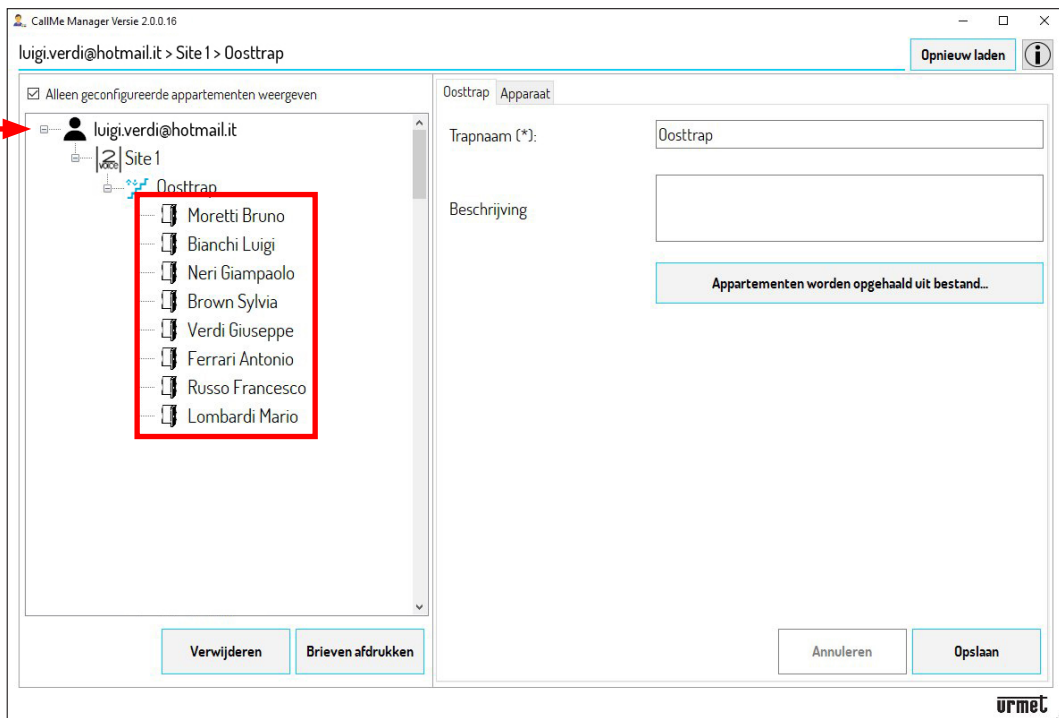 CallMe Manager Versie 2.0.0.16
luigi.verdi@hotmail.it > Site 1 > Oosttrap
Opnieuw laden
i
Alleen geconfigureerde appartementen weergeven
luigi.verdi@hotmail.it
2 VOICE Site 1
Oosttrap
Moretti Bruno
Bianchi Luigi
Neri Giampaolo
Brown Sylvia
Verdi Giuseppe
Ferrari Antonio
Russo Francesco
Lombardi Mario
Verwijderen
Brieven afdrukken
Oosttrap Apparaat
Trapnaam (*): Oosttrap
Beschrijving
Appartementen worden opgehaald uit bestand...
Annuleren
Opslaan
urmet